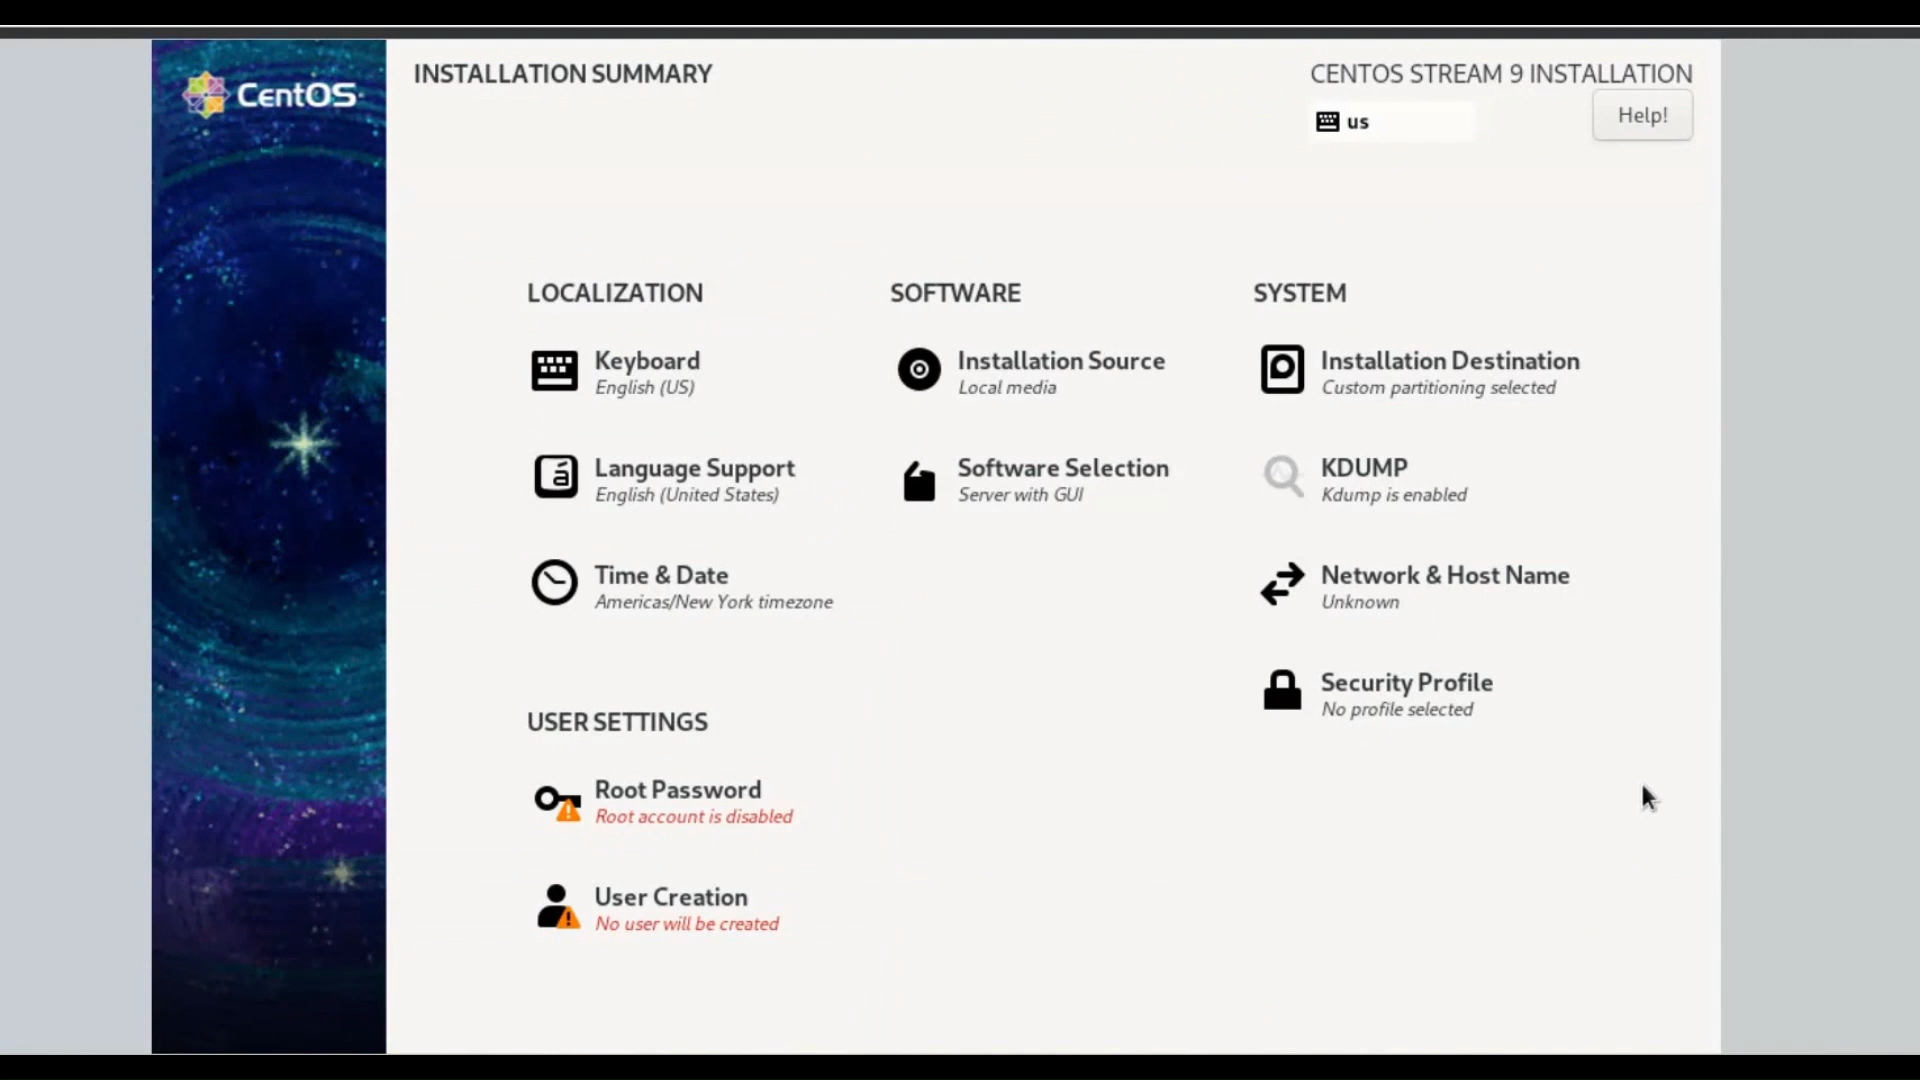 CentOS
INSTALLATION SUMMARY
CENTOS STREAM 9 INSTALLATION
us
Help!
LOCALIZATION
Keyboard
English (US)
Language Support
English (United States)
Time & Date
Americas/New York timezone
SOFTWARE
Installation Source
Local media
Software Selection
Server with GUI
SYSTEM
Installation Destination
Custom partitioning selected
KDUMP
Kdump is enabled
Network & Host Name
Unknown
Security Profile
No profile selected
USER SETTINGS
Root Password
Root account is disabled
User Creation
No user will be created